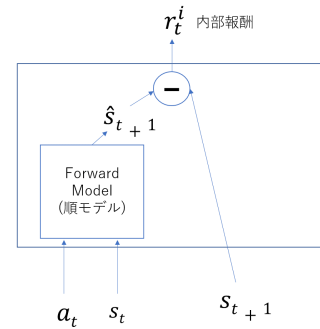 r_t^i 内部報酬
−
ŝ_{t+1}
Forward
Model
(順モデル)
a_t s_t s_{t+1}